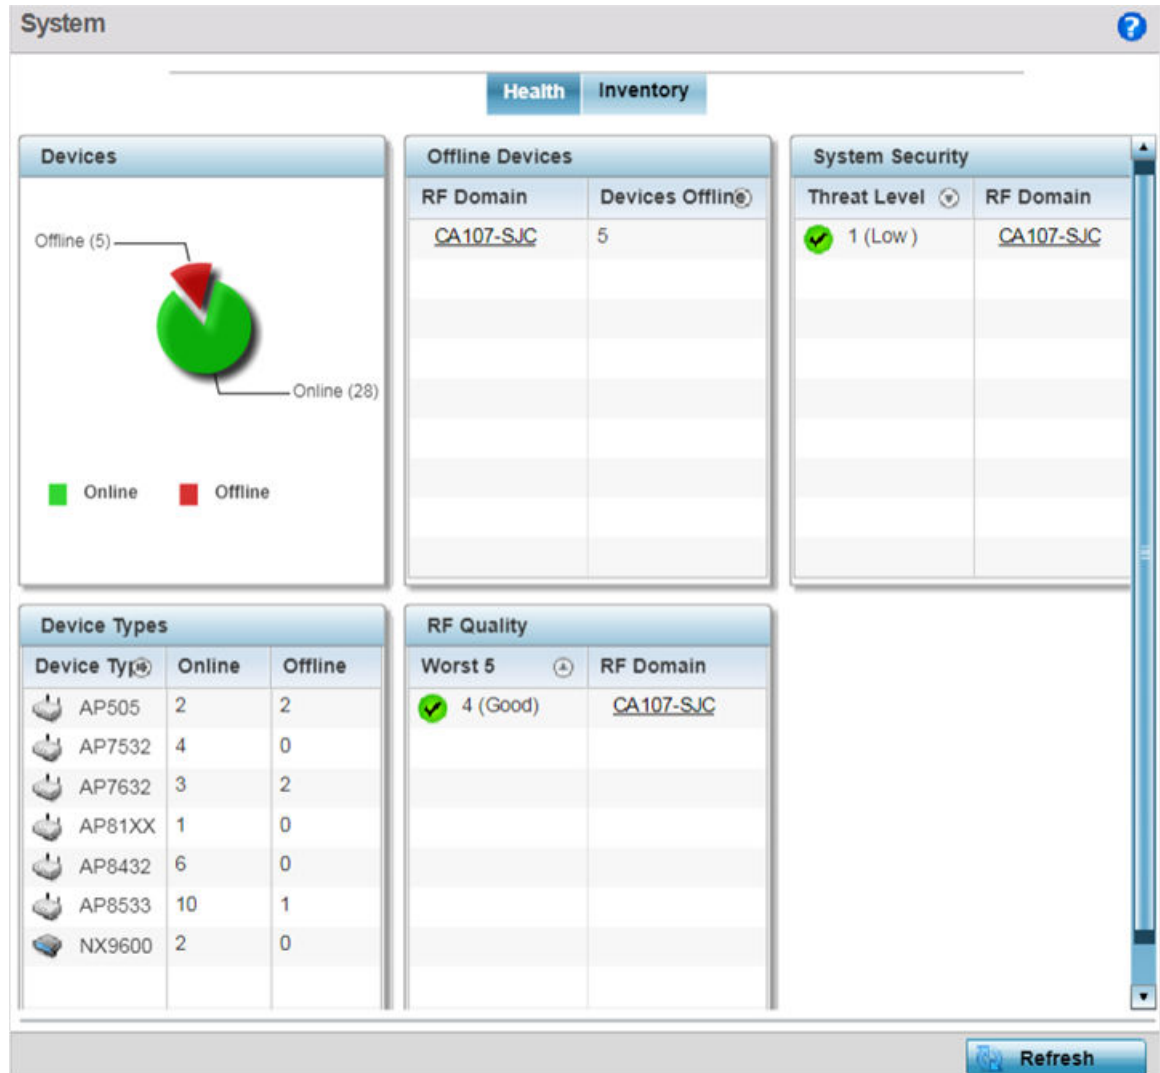 System
?
Health Inventory
Devices
Offline (5)
Online (28)
Online Offline
Offline Devices
RF Domain Devices Offline
CA107-SJC 5
System Security
Threat Level RF Domain
1 (Low) CA107-SJC
Device Types
Device Typ Online Offline
AP505 2 2
AP7532 4 0
AP7632 3 2
AP81XX 1 0
AP8432 6 0
AP8533 10 1
NX9600 2 0
RF Quality
Worst 5 RF Domain
4 (Good) CA107-SJC
Refresh